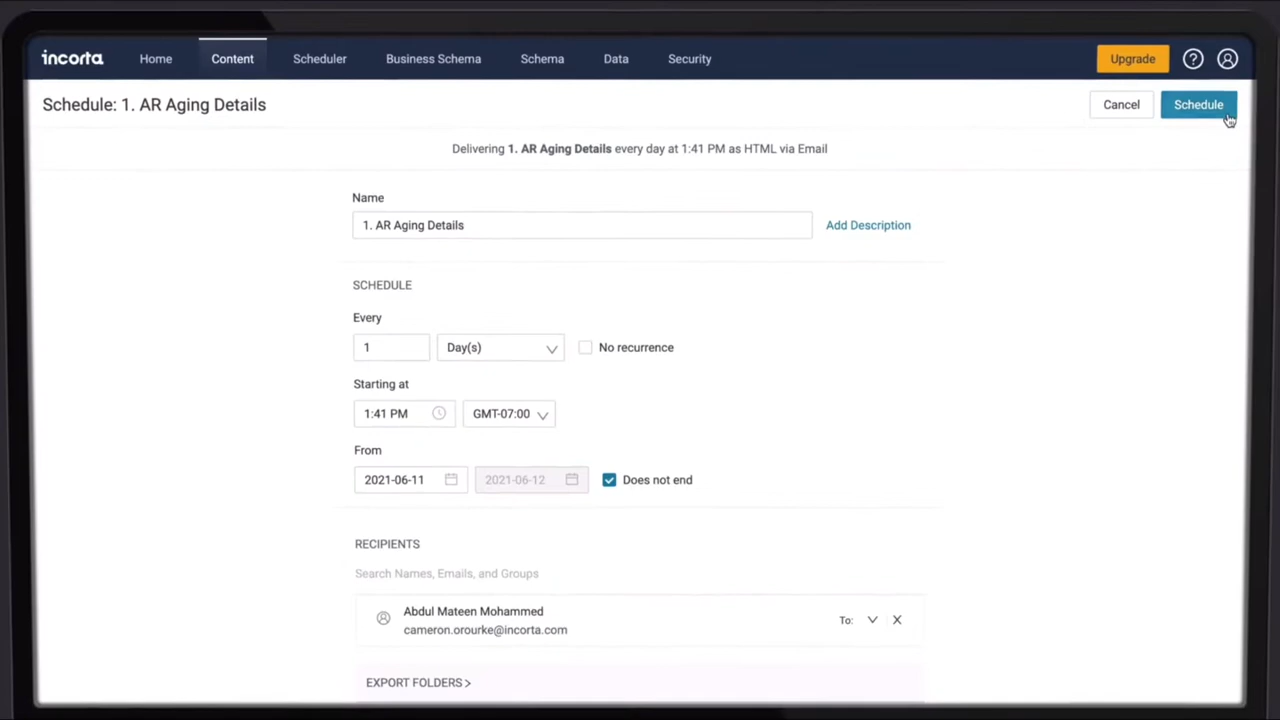 incorta Home Content Scheduler Business Schema Schema Data Security Upgrade ?
Schedule: 1. AR Aging Details Cancel Schedule
Delivering 1. AR Aging Details every day at 1:41 PM as HTML via Email
Name
1. AR Aging Details Add Description
SCHEDULE
Every
1 Day(s) No recurrence
Starting at
1:41 PM GMT-07:00
From
2021-06-11 2021-06-12 Does not end
RECIPIENTS
Search Names, Emails, and Groups
Abdul Mateen Mohammed
To:
cameron.orourke@incorta.com
EXPORT FOLDERS >